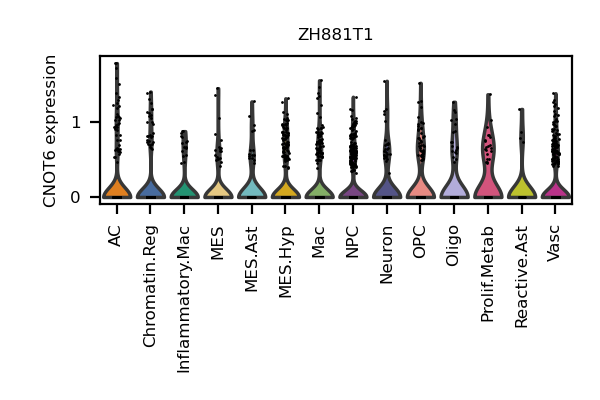 ZH881T1
CNOT6 expression
1
0
AC
Chromatin.Reg
Inflammatory.Mac
MES
MES.Ast
MES.Hyp
Mac
NPC
Neuron
OPC
Oligo
Prolif.Metab
Reactive.Ast
Vasc